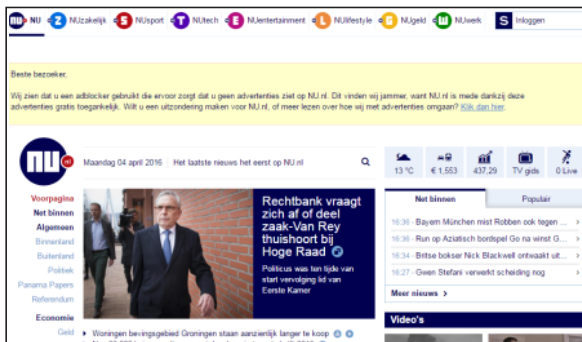 NU NUzakelijk NUsport NUtech NUentertainment NUlifestyle NUgeld NUwerk S Inloggen
Beste bezoeker,
Wij zien dat u een adblocker gebruikt die ervoor zorgt dat u geen advertenties ziet op NU.nl. Dit vinden wij jammer, want NU.nl is mede dankzij deze
advertenties gratis toegankelijk. Wilt u een uitzondering maken voor NU.nl, of meer lezen over hoe wij met advertenties omgaan? Klik dan hier.
NU nl
Maandag 04 april 2016 Het laatste nieuws het eerst op NU.nl
13 °C € 1,553 437,29 TV gids 0 Live
Voorpagina
Net binnen
Algemeen
Binnenland
Buitenland
Politiek
Panama Papers
Referendum
Economie
Geld
Rechtbank vraagt
zich af of deel
zaak-Van Rey
thuishoort bij
Hoge Raad
Politicus was ten tijde van
start vervolging lid van
Eerste Kamer
Woningen bevingsgebied Groningen staan aanzienlijk langer te koop
Net binnen Populair
16:36 Bayern München mist Robben ook tegen ...
16:36 Run op Aziatisch bordspel Go na winst G...
16:34 Britse bokser Nick Blackwell ontwaakt uit...
16:27 Gwen Stefani verwerkt scheiding nog
Meer nieuws >
Video's